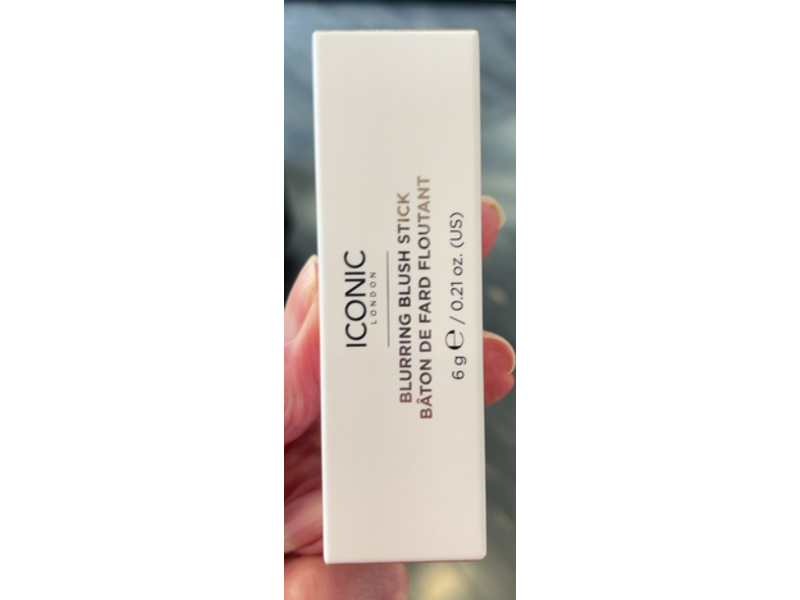 ICONIC
LONDON
BLURRING BLUSH STICK
BÂTON DE FARD FLOUTANT
6 g ℮ / 0.21 oz. (US)